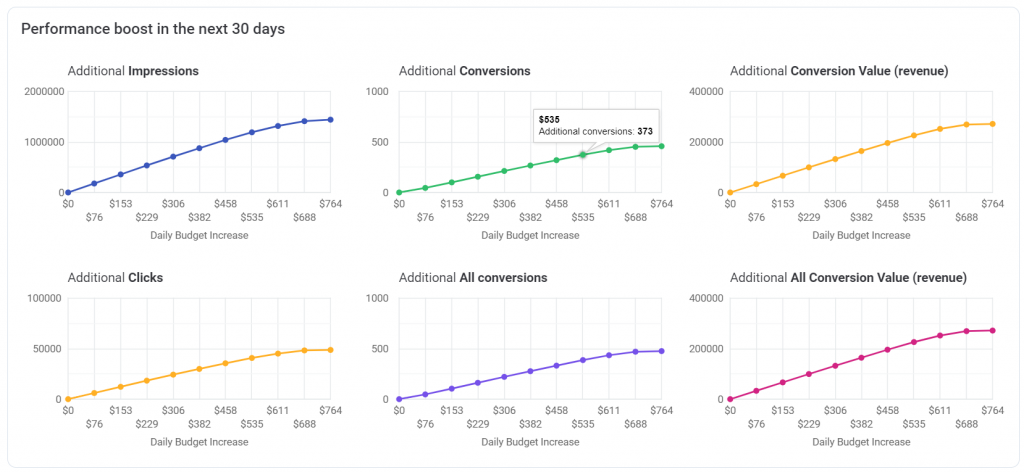 Performance boost in the next 30 days
Additional Impressions
2000000
1000000
0
$0 $153 $306 $458 $611 $764
$76 $229 $382 $535 $688
Daily Budget Increase
Additional Conversions
1000
500
0
$535
Additional conversions: 373
$0 $153 $306 $458 $611 $764
$76 $229 $382 $535 $688
Daily Budget Increase
Additional Conversion Value (revenue)
400000
200000
0
$0 $153 $306 $458 $611 $764
$76 $229 $382 $535 $688
Daily Budget Increase
Additional Clicks
100000
50000
0
$0 $153 $306 $458 $611 $764
$76 $229 $382 $535 $688
Daily Budget Increase
Additional All conversions
1000
500
0
$0 $153 $306 $458 $611 $764
$76 $229 $382 $535 $688
Daily Budget Increase
Additional All Conversion Value (revenue)
400000
200000
0
$0 $153 $306 $458 $611 $764
$76 $229 $382 $535 $688
Daily Budget Increase